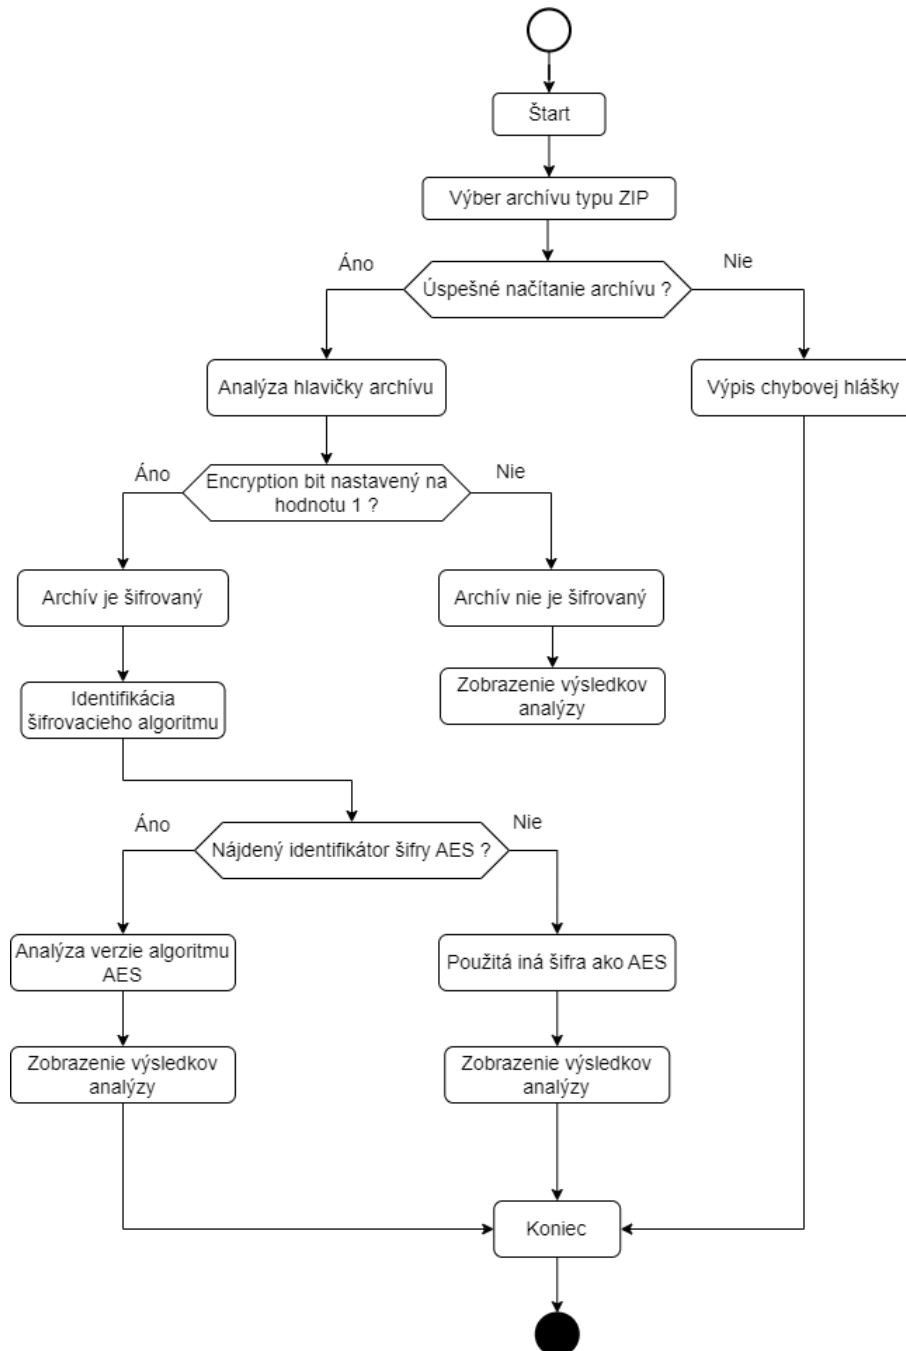 Štart
Výber archívu typu ZIP
Áno
Nie
Úspešné načítanie archívu ?
Analýza hlavičky archívu
Výpis chybovej hlášky
Áno
Nie
Encryption bit nastavený na
hodnotu 1 ?
Archív je šifrovaný
Archív nie je šifrovaný
Identifikácia
šifrovacieho algoritmu
Zobrazenie výsledkov
analýzy
Áno
Nie
Nájdený identifikátor šifry AES ?
Analýza verzie algoritmu
AES
Použitá iná šifra ako AES
Zobrazenie výsledkov
analýzy
Zobrazenie výsledkov
analýzy
Koniec